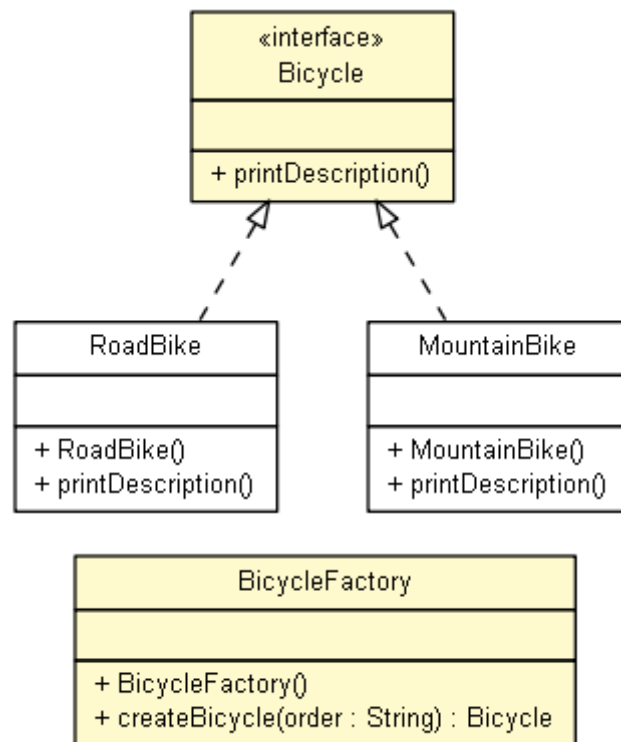 «interface»
Bicycle
+ printDescription()
RoadBike
+ RoadBike()
+ printDescription()
MountainBike
+ MountainBike()
+ printDescription()
BicycleFactory
+ BicycleFactory()
+ createBicycle(order : String) : Bicycle